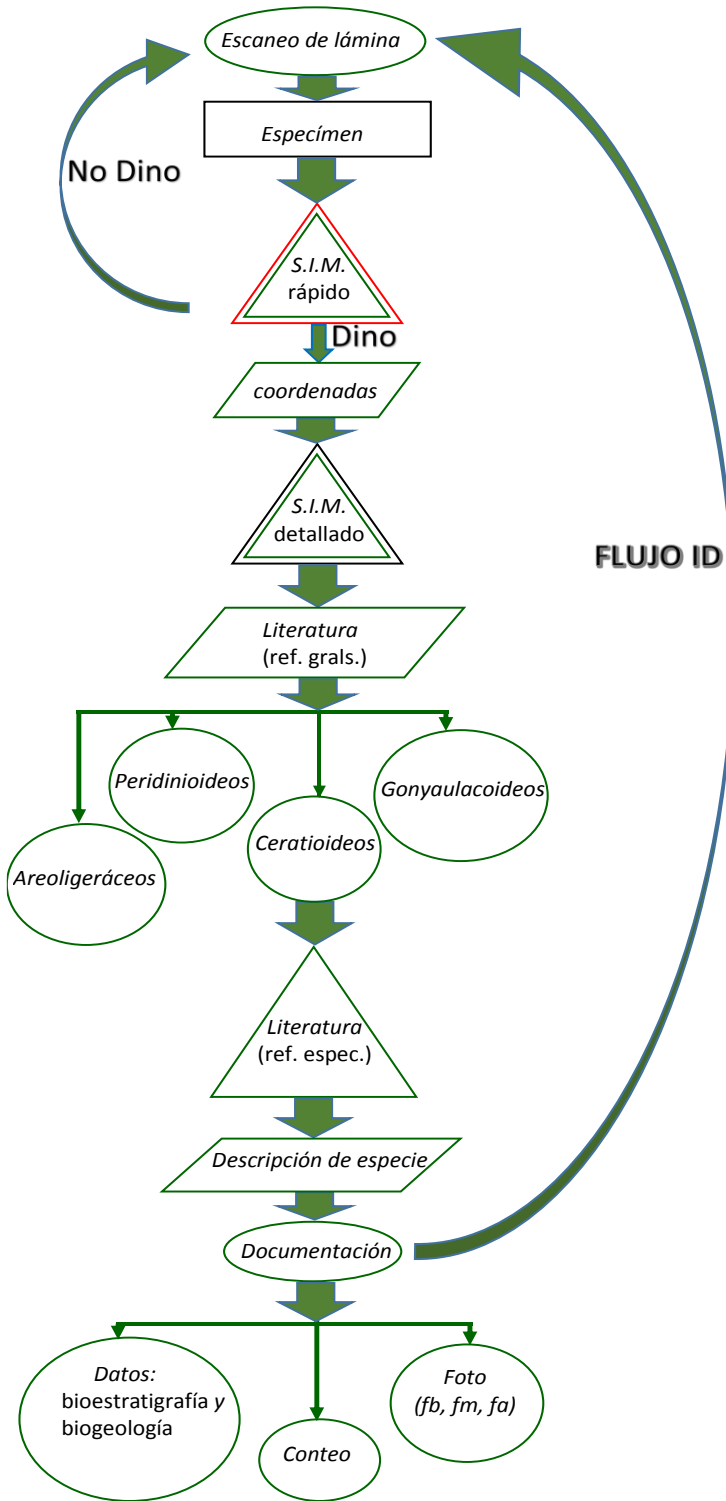 Escaneo de lámina
Espécímen
No Dino
S.I.M.
rápido
Dino
coordenadas
S.I.M.
detallado
FLUJO ID
Literatura
(ref. grals.)
Peridinioideos
Gonyaulacoideos
Ceratioideos
Areoligeráceos
Literatura
(ref. espec.)
Descripción de especie
Documentación
Datos:
bioestratigrafía y
biogeología
Foto
(fb, fm, fa)
Conteo